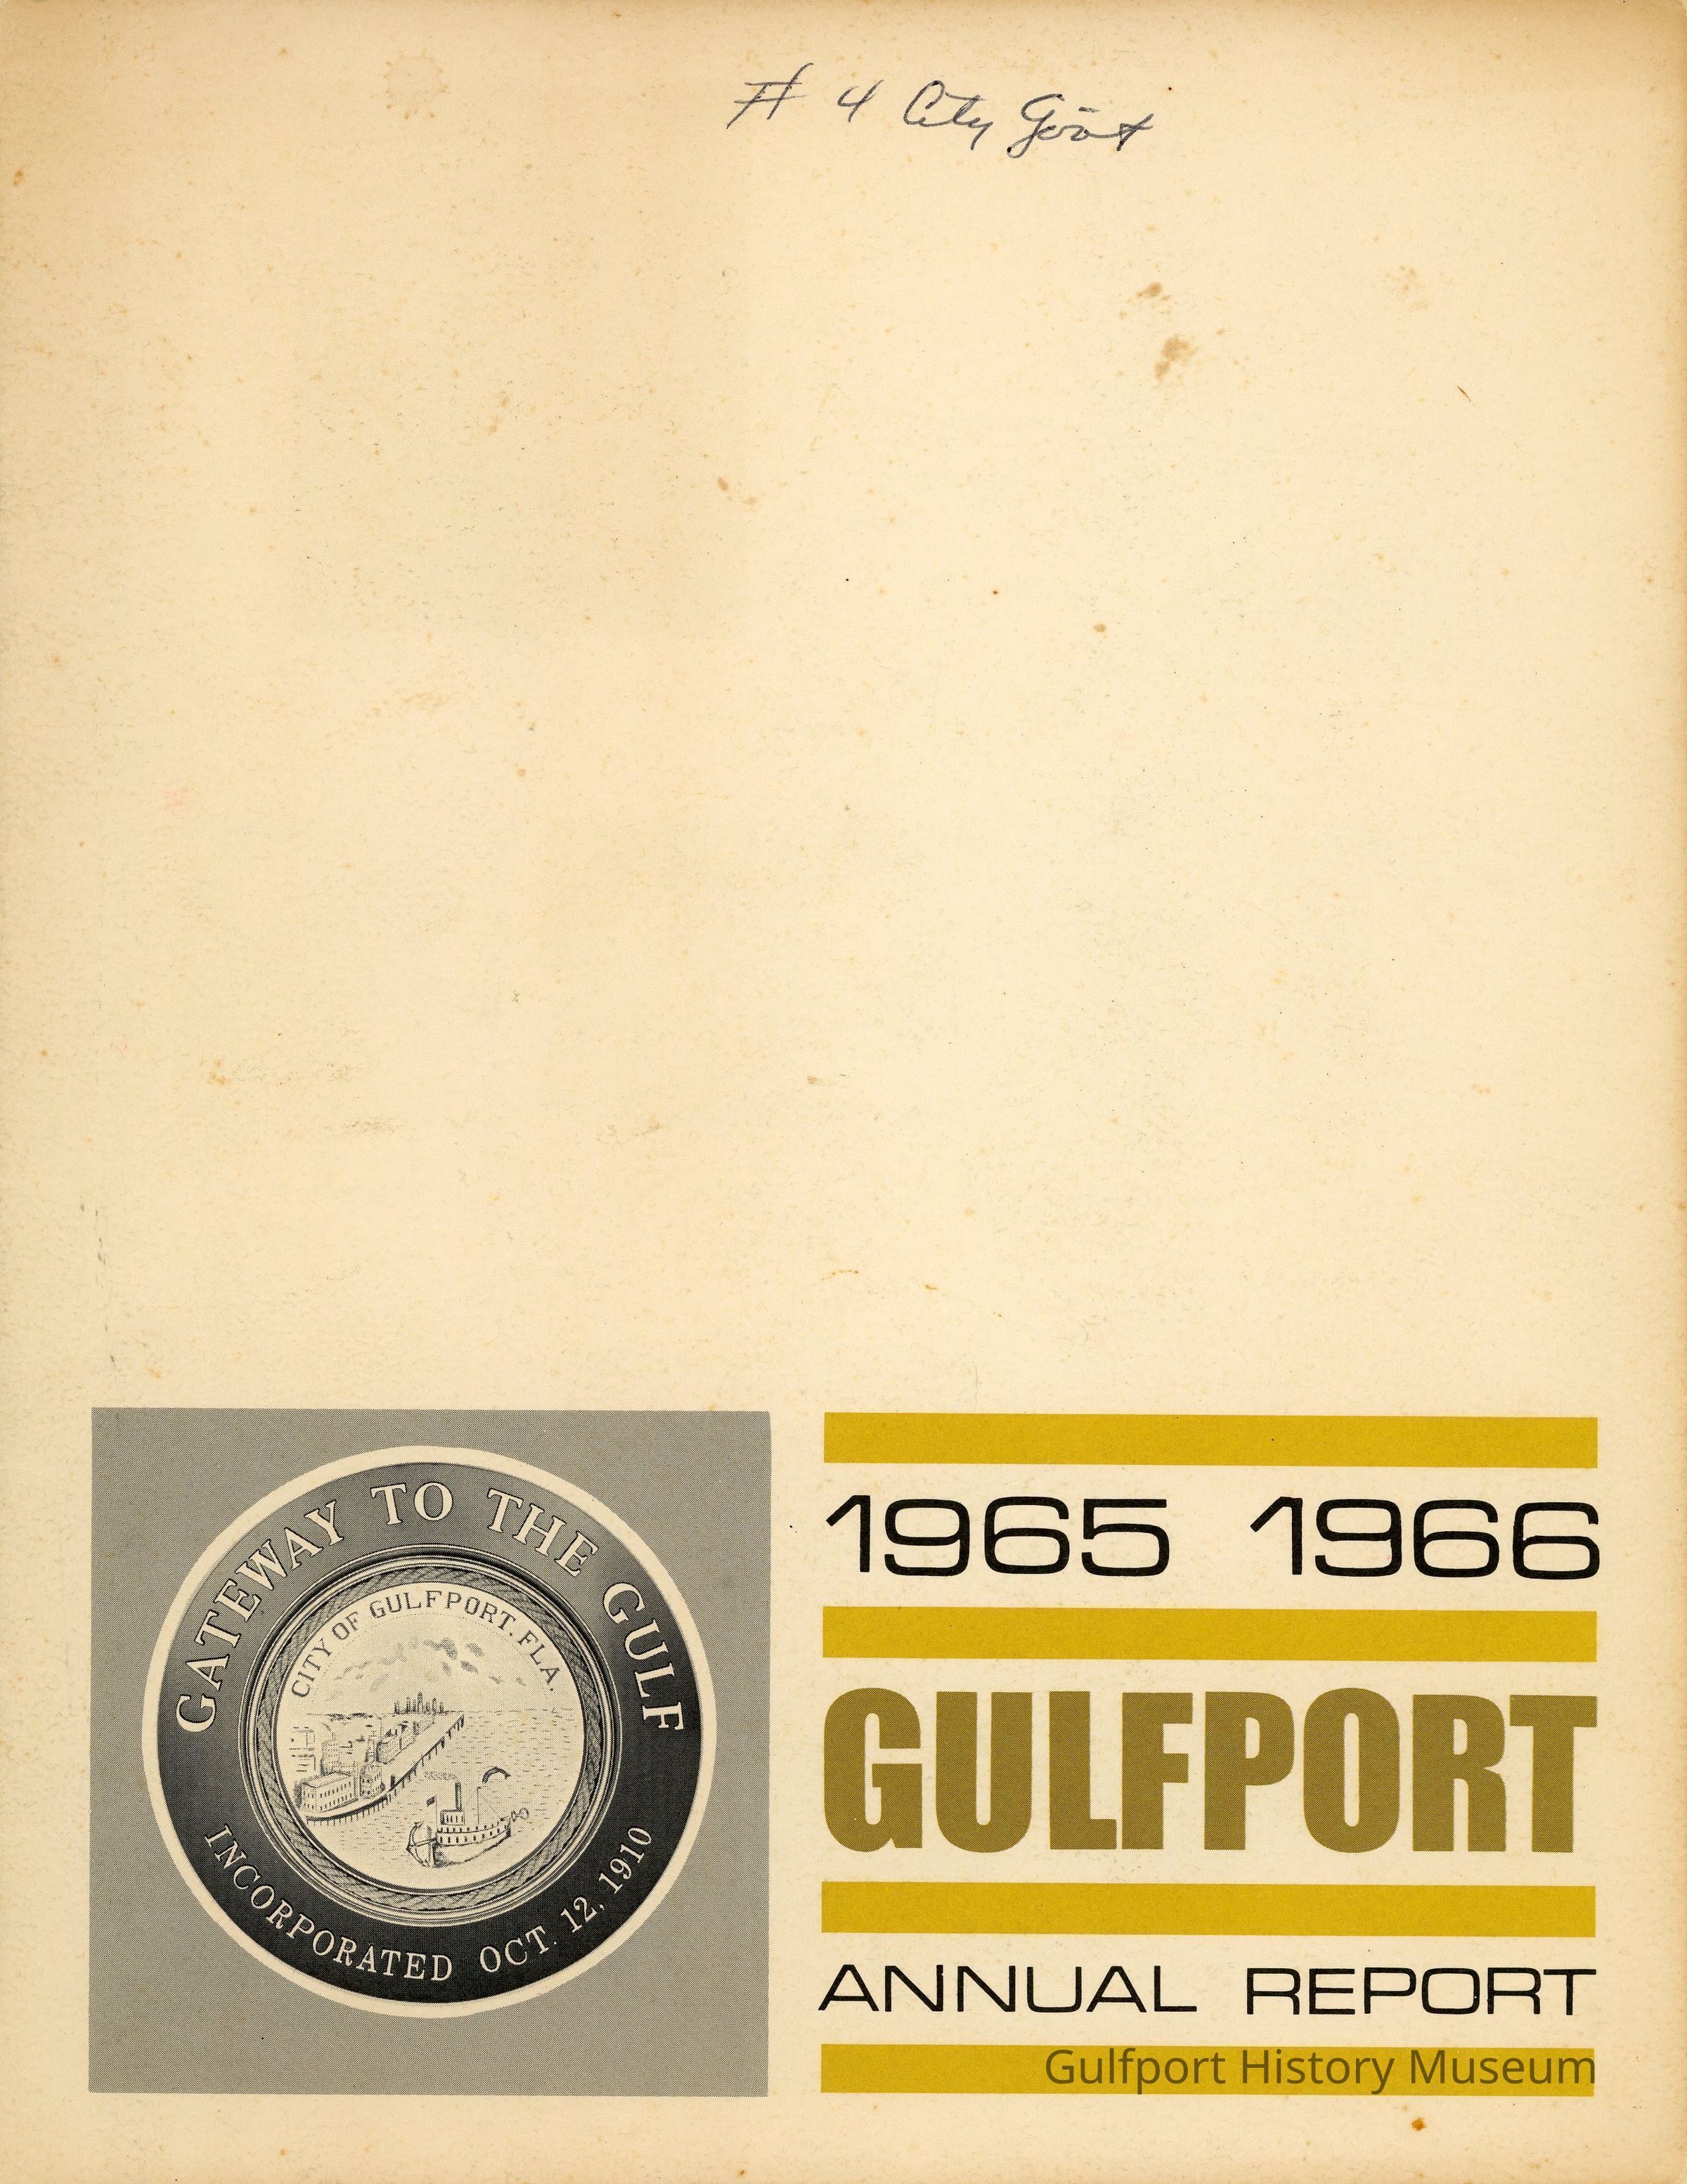 # 4 City Gov't
GATEWAY TO THE GULF
CITY OF GULFPORT. FLA.
INCORPORATED OCT. 12, 1910
1965 1966
GULFPORT
ANNUAL REPORT
Gulfport History Museum